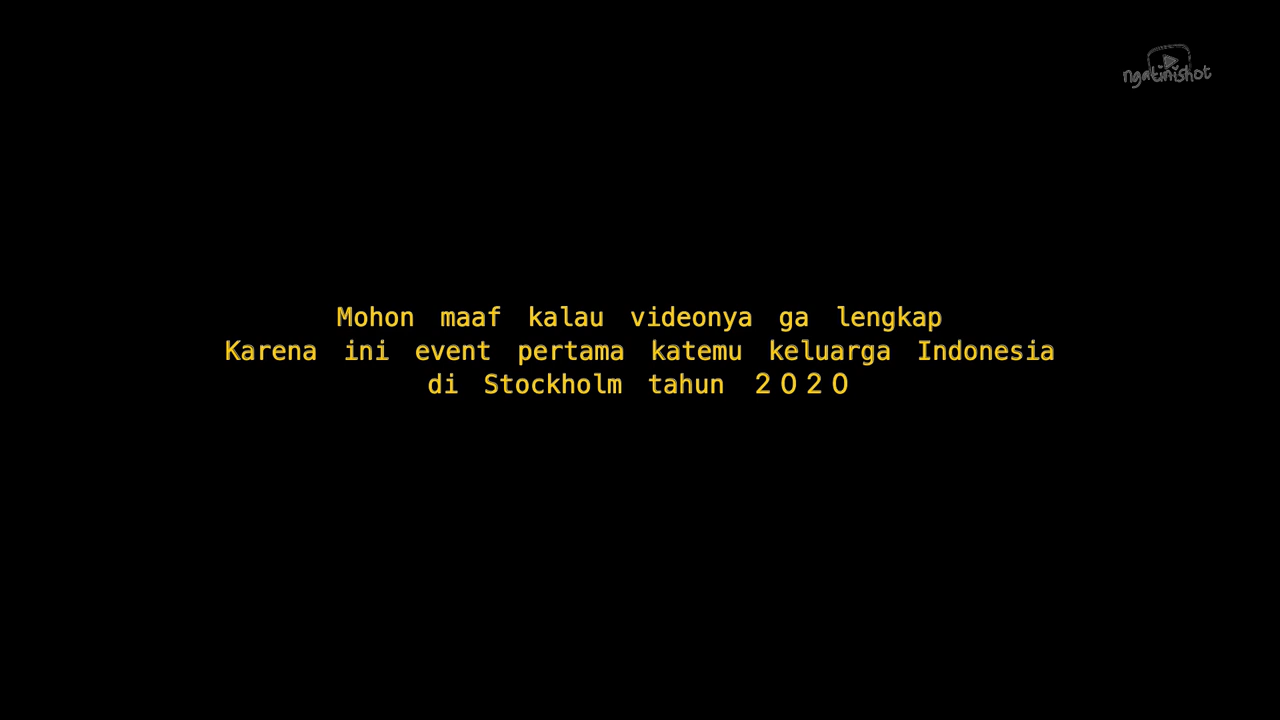 ngatinishot
Mohon maaf kalau videonya ga lengkap
Karena ini event pertama katemu keluarga Indonesia
di Stockholm tahun 2020